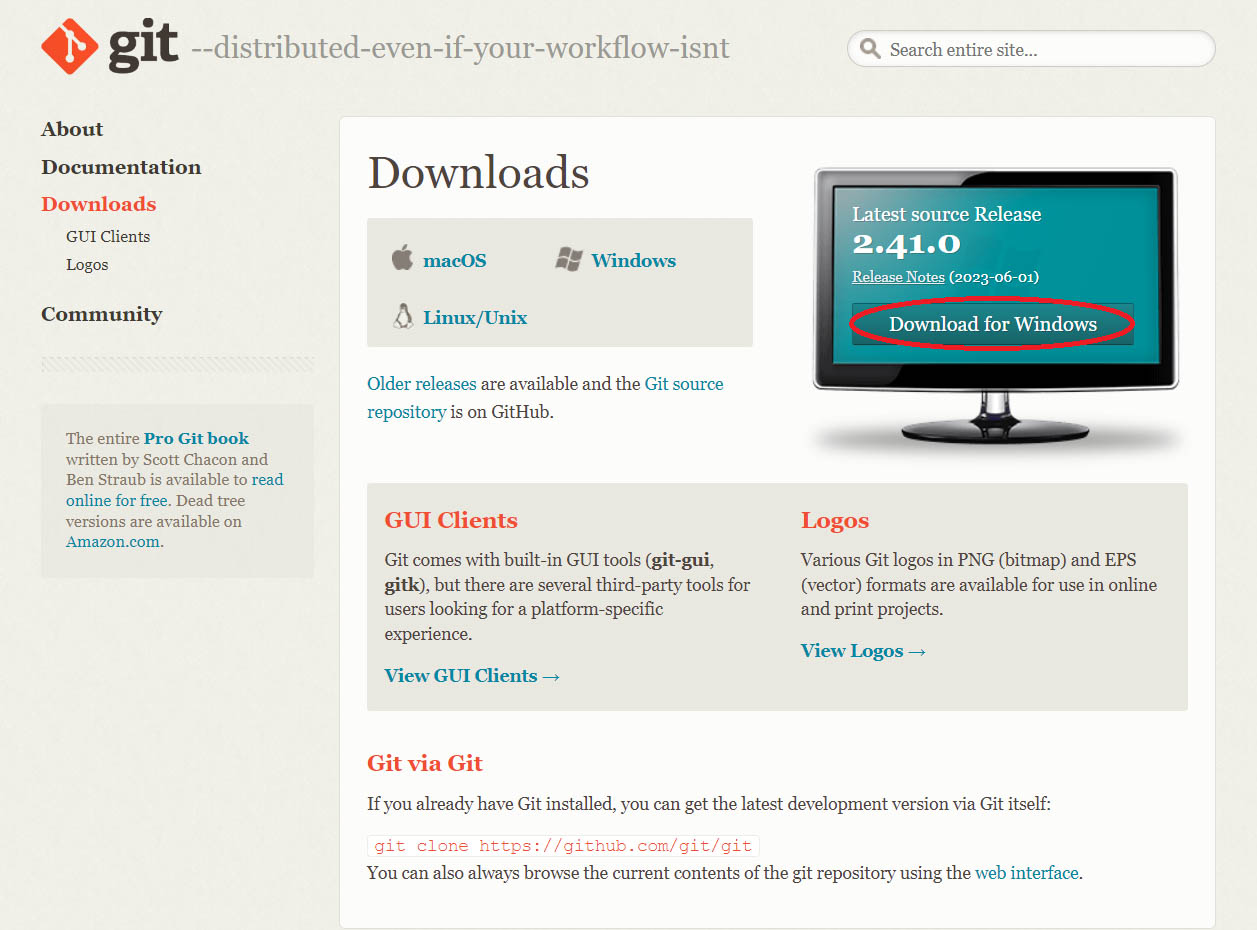 git --distributed-even-if-your-workflow-isnt
Search entire site...
About
Documentation
Downloads
GUI Clients
Logos
Community
The entire Pro Git book
written by Scott Chacon and
Ben Straub is available to read
online for free. Dead tree
versions are available on
Amazon.com.
Downloads
macOS
Windows
Linux/Unix
Older releases are available and the Git source
repository is on GitHub.
Latest source Release
2.41.0
Release Notes (2023-06-01)
Download for Windows
GUI Clients
Git comes with built-in GUI tools (git-gui,
gitk), but there are several third-party tools for
users looking for a platform-specific
experience.
View GUI Clients →
Logos
Various Git logos in PNG (bitmap) and EPS
(vector) formats are available for use in online
and print projects.
View Logos →
Git via Git
If you already have Git installed, you can get the latest development version via Git itself:
git clone https://github.com/git/git
You can also always browse the current contents of the git repository using the web interface.